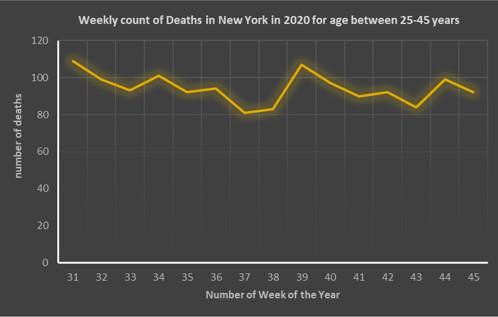 Weekly count of Deaths in New York in 2020 for age between 25-45 years
120
100
80
60
40
20
0
number of deaths
31 32 33 34 35 36 37 38 39 40 41 42 43 44 45
Number of Week of the Year